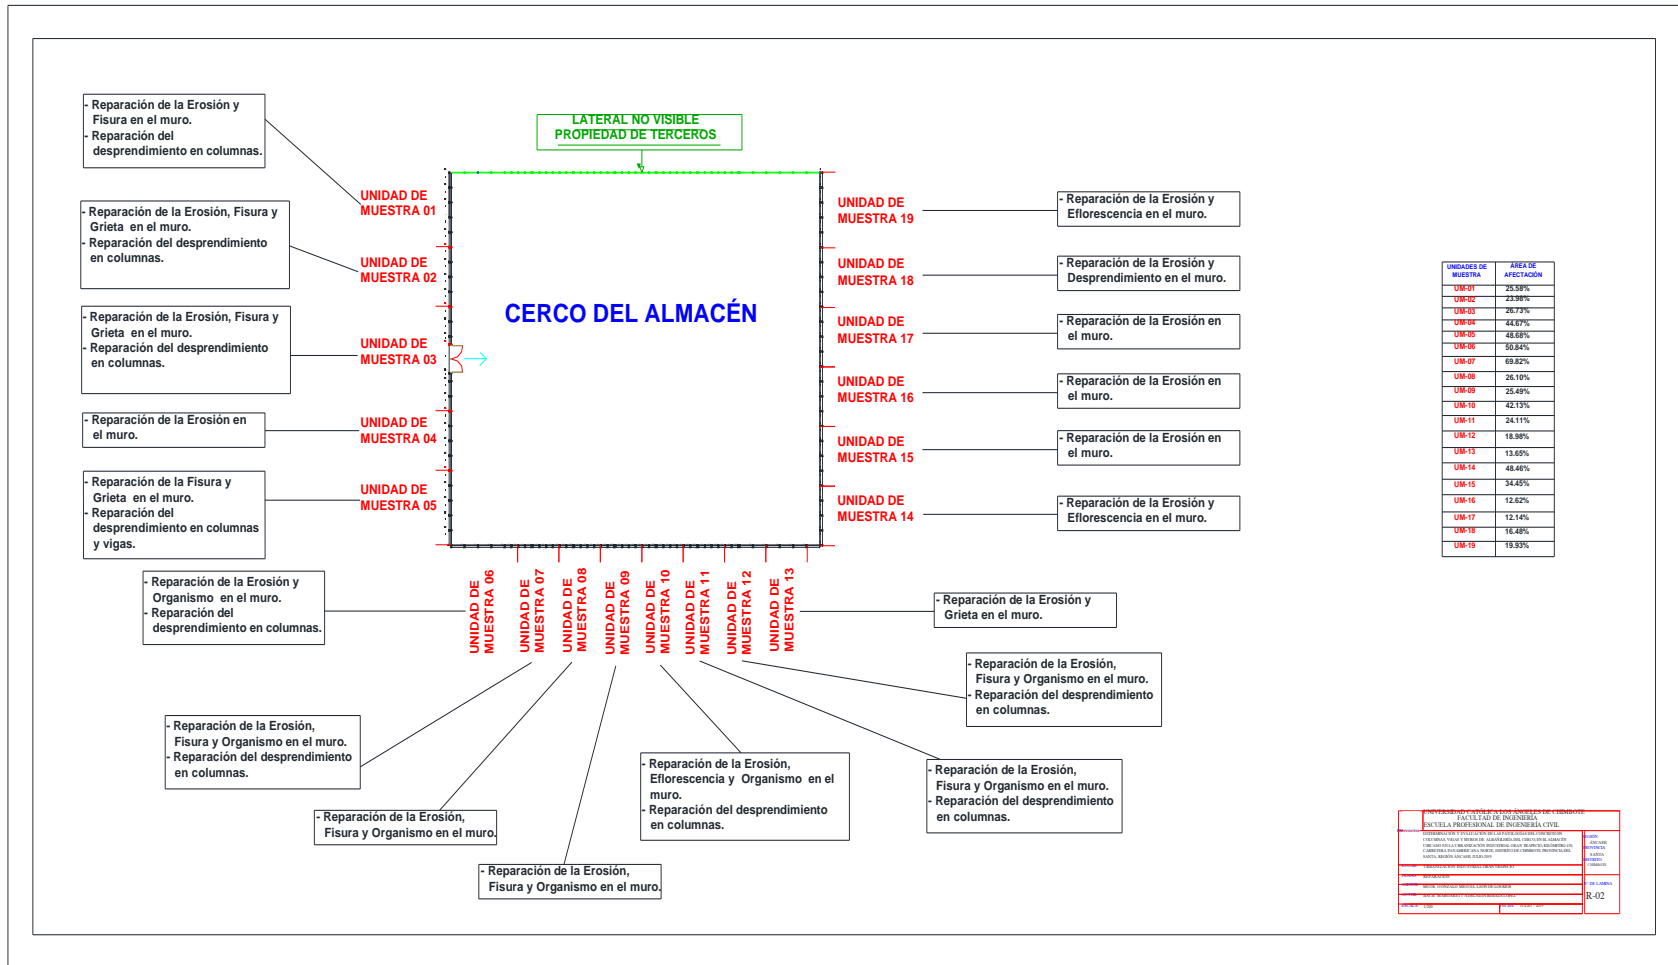 - Reparación de la Erosión y
Fisura en el muro.
- Reparación del
desprendimiento en columnas.
LATERAL NO VISIBLE
PROPIEDAD DE TERCEROS
UNIDAD DE
MUESTRA 01
- Reparación de la Erosión, Fisura y
Grieta en el muro.
- Reparación del desprendimiento
en columnas.
UNIDAD DE
MUESTRA 02
- Reparación de la Erosión, Fisura y
Grieta en el muro.
- Reparación del desprendimiento
en columnas.
UNIDAD DE
MUESTRA 03
- Reparación de la Erosión en
el muro.
UNIDAD DE
MUESTRA 04
- Reparación de la Fisura y
Grieta en el muro.
- Reparación del
desprendimiento en columnas
y vigas.
UNIDAD DE
MUESTRA 05
CERCO DEL ALMACÉN
UNIDAD DE
MUESTRA 19
- Reparación de la Erosión y
Eflorescencia en el muro.
UNIDAD DE
MUESTRA 18
- Reparación de la Erosión y
Desprendimiento en el muro.
UNIDAD DE
MUESTRA 17
- Reparación de la Erosión en
el muro.
UNIDAD DE
MUESTRA 16
- Reparación de la Erosión en
el muro.
UNIDAD DE
MUESTRA 15
- Reparación de la Erosión en
el muro.
UNIDAD DE
MUESTRA 14
- Reparación de la Erosión y
Eflorescencia en el muro.
- Reparación de la Erosión y
Organismo en el muro.
- Reparación del
desprendimiento en columnas.
UNIDAD DE
MUESTRA 06
UNIDAD DE
MUESTRA 07
UNIDAD DE
MUESTRA 08
UNIDAD DE
MUESTRA 09
UNIDAD DE
MUESTRA 10
UNIDAD DE
MUESTRA 11
UNIDAD DE
MUESTRA 12
UNIDAD DE
MUESTRA 13
- Reparación de la Erosión y
Grieta en el muro.
- Reparación de la Erosión,
Fisura y Organismo en el muro.
- Reparación del desprendimiento
en columnas.
- Reparación de la Erosión,
Fisura y Organismo en el muro.
- Reparación del desprendimiento
en columnas.
- Reparación de la Erosión,
Fisura y Organismo en el muro.
- Reparación de la Erosión,
Fisura y Organismo en el muro.
- Reparación de la Erosión,
Eflorescencia y Organismo en el
muro.
- Reparación del desprendimiento
en columnas.
- Reparación de la Erosión,
Fisura y Organismo en el muro.
- Reparación del desprendimiento
en columnas.
UNIDADES DE MUESTRA ÁREA DE AFECTACIÓN
UM-01 25.58%
UM-02 23.98%
UM-03 26.73%
UM-04 44.67%
UM-05 48.68%
UM-06 50.84%
UM-07 69.82%
UM-08 26.10%
UM-09 25.49%
UM-10 42.13%
UM-11 24.11%
UM-12 18.98%
UM-13 13.65%
UM-14 48.46%
UM-15 34.45%
UM-16 12.62%
UM-17 12.14%
UM-18 16.48%
UM-19 19.93%
UNIVERSIDAD CATÓLICA LOS ÁNGELES DE CHIMBOTE
FACULTAD DE INGENIERÍA
ESCUELA PROFESIONAL DE INGENIERÍA CIVIL
ÁNCASH
PROVINCIA
SANTA
CHIMBOTE
N° DE LAMINA
R-02